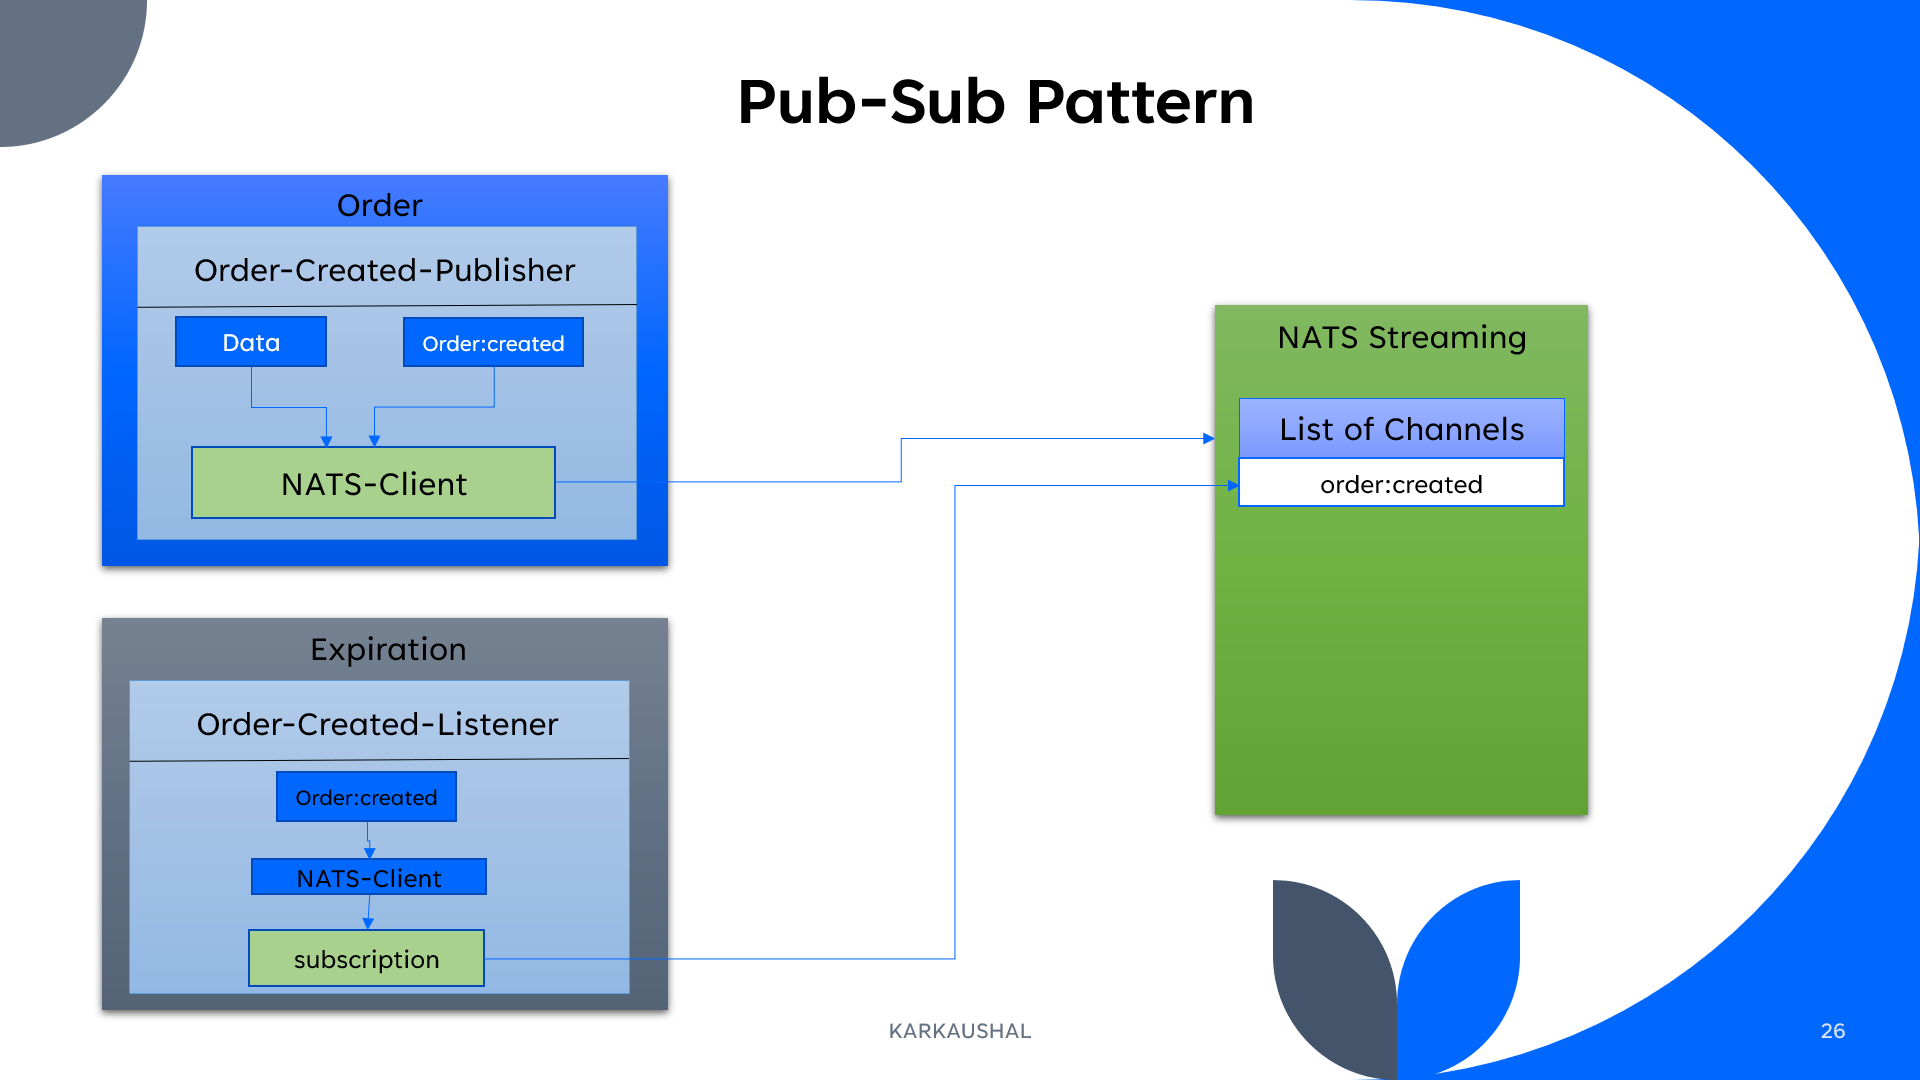 Pub-Sub Pattern
Order
Order-Created-Publisher
Data
Order:created
NATS-Client
Expiration
Order-Created-Listener
Order:created
NATS-Client
subscription
NATS Streaming
List of Channels
order:created
KARKAUSHAL
26